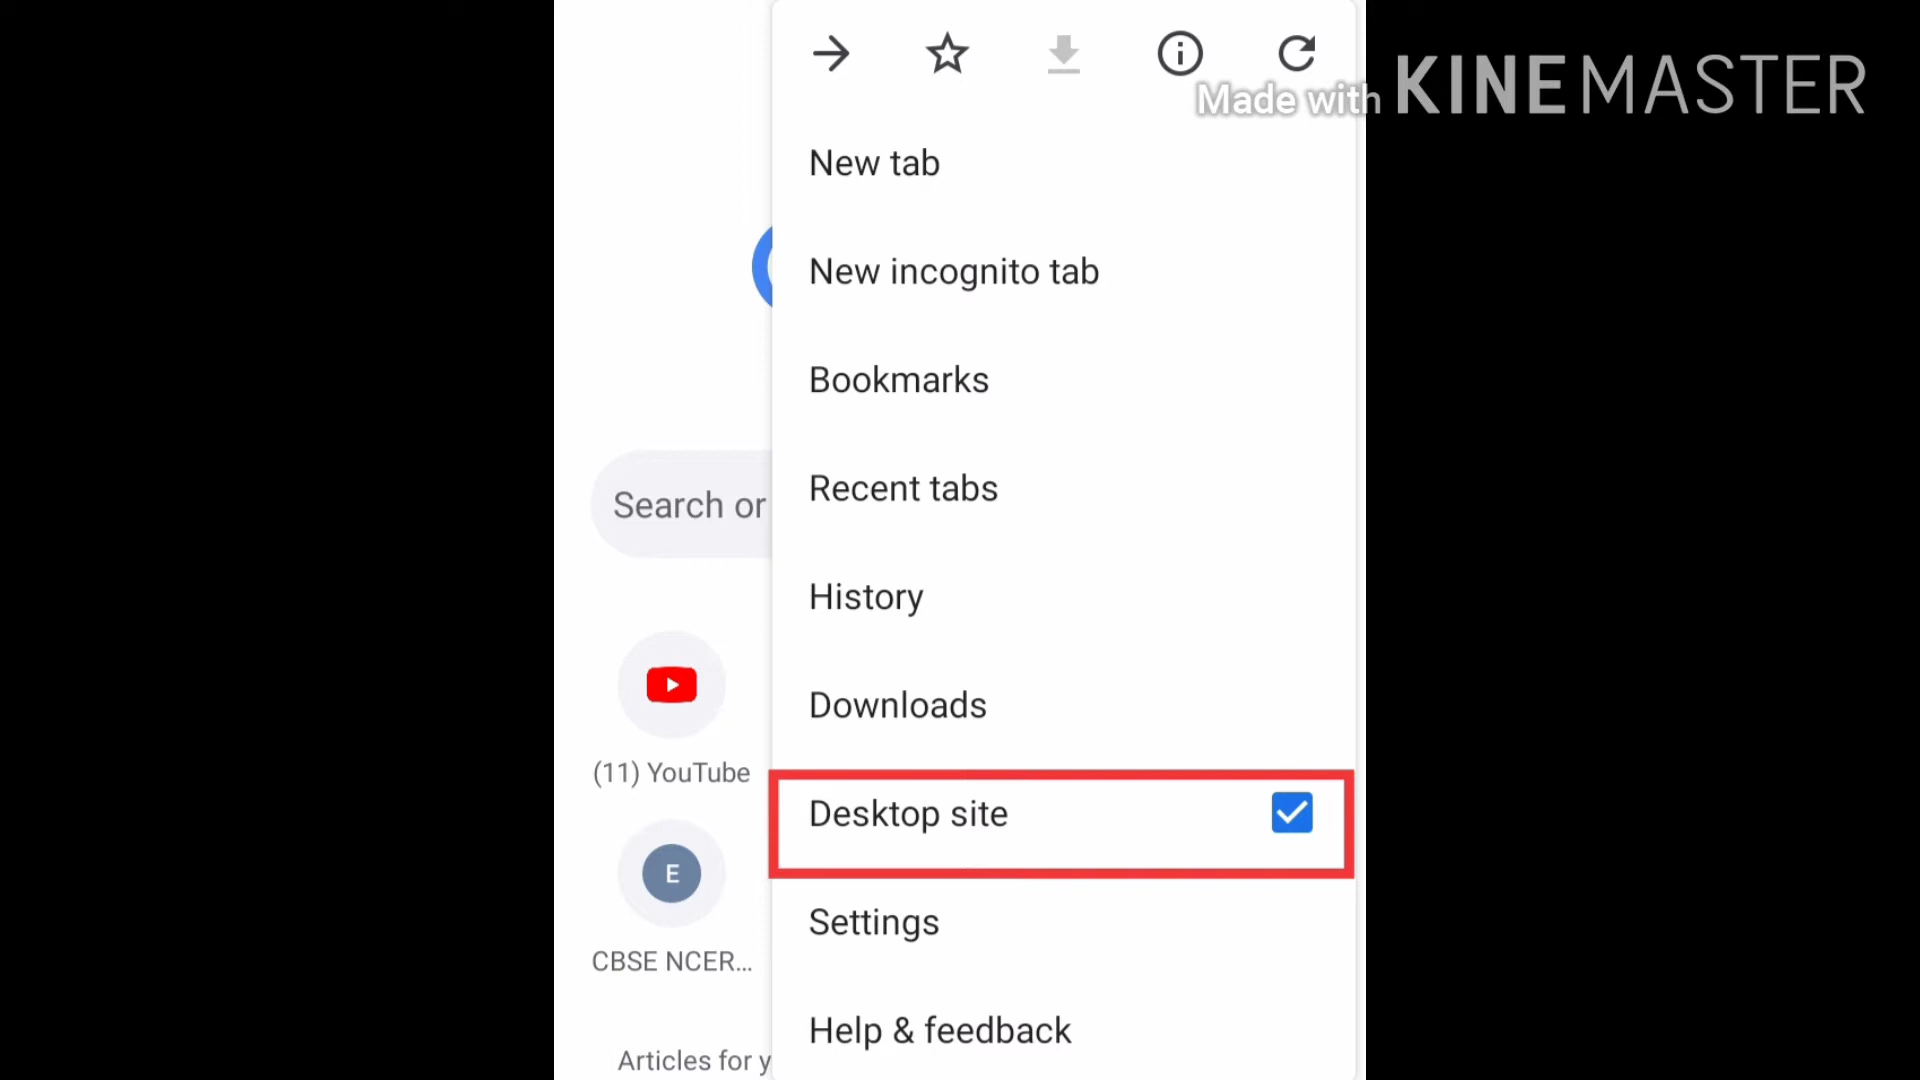 Made with KINEMASTER
New tab
New incognito tab
Bookmarks
Recent tabs
Search or
History
Downloads
(11) YouTube
Desktop site
E
Settings
CBSE NCER...
Help & feedback
Articles for y